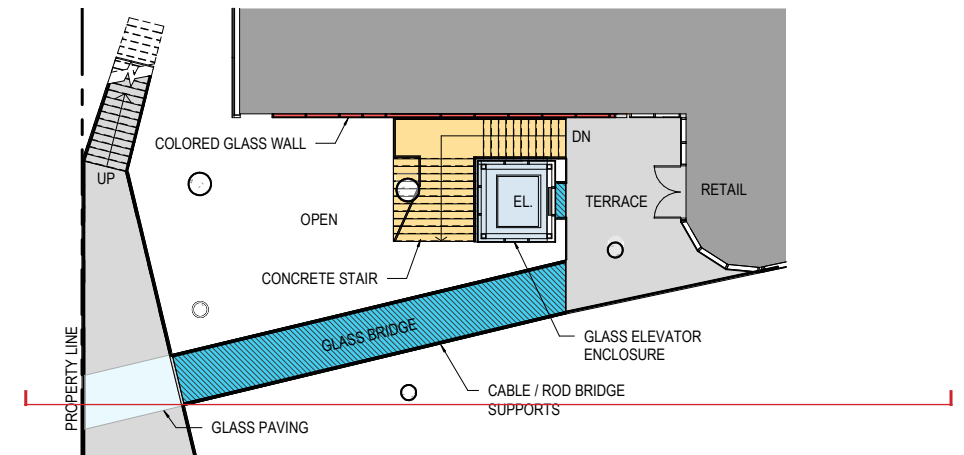 COLORED GLASS WALL
DN
UP
EL.
TERRACE
RETAIL
OPEN
CONCRETE STAIR
GLASS BRIDGE
GLASS ELEVATOR
ENCLOSURE
PROPERTY LINE
CABLE / ROD BRIDGE
SUPPORTS
GLASS PAVING